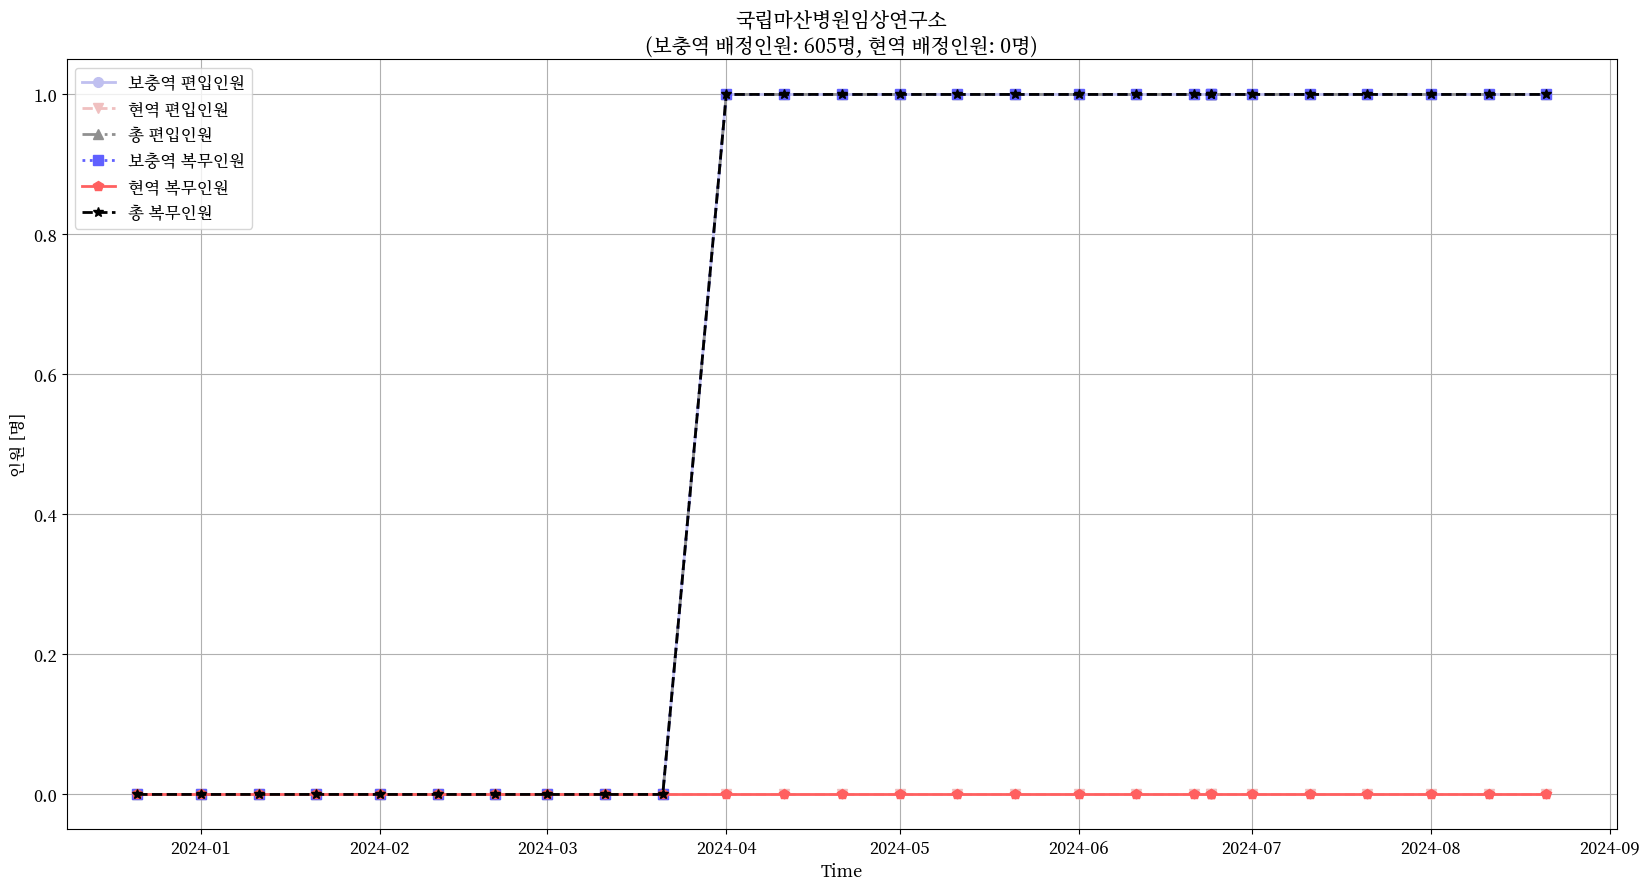 국립마산병원임상연구소
(보충역 배정인원: 605명, 현역 배정인원: 0명)
보충역 편입인원
현역 편입인원
총 편입인원
보충역 복무인원
현역 복무인원
총 복무인원
1.0
0.8
0.6
0.4
0.2
0.0
인원 [명]
2024-01
2024-02
2024-03
2024-04
2024-05
2024-06
2024-07
2024-08
2024-09
Time